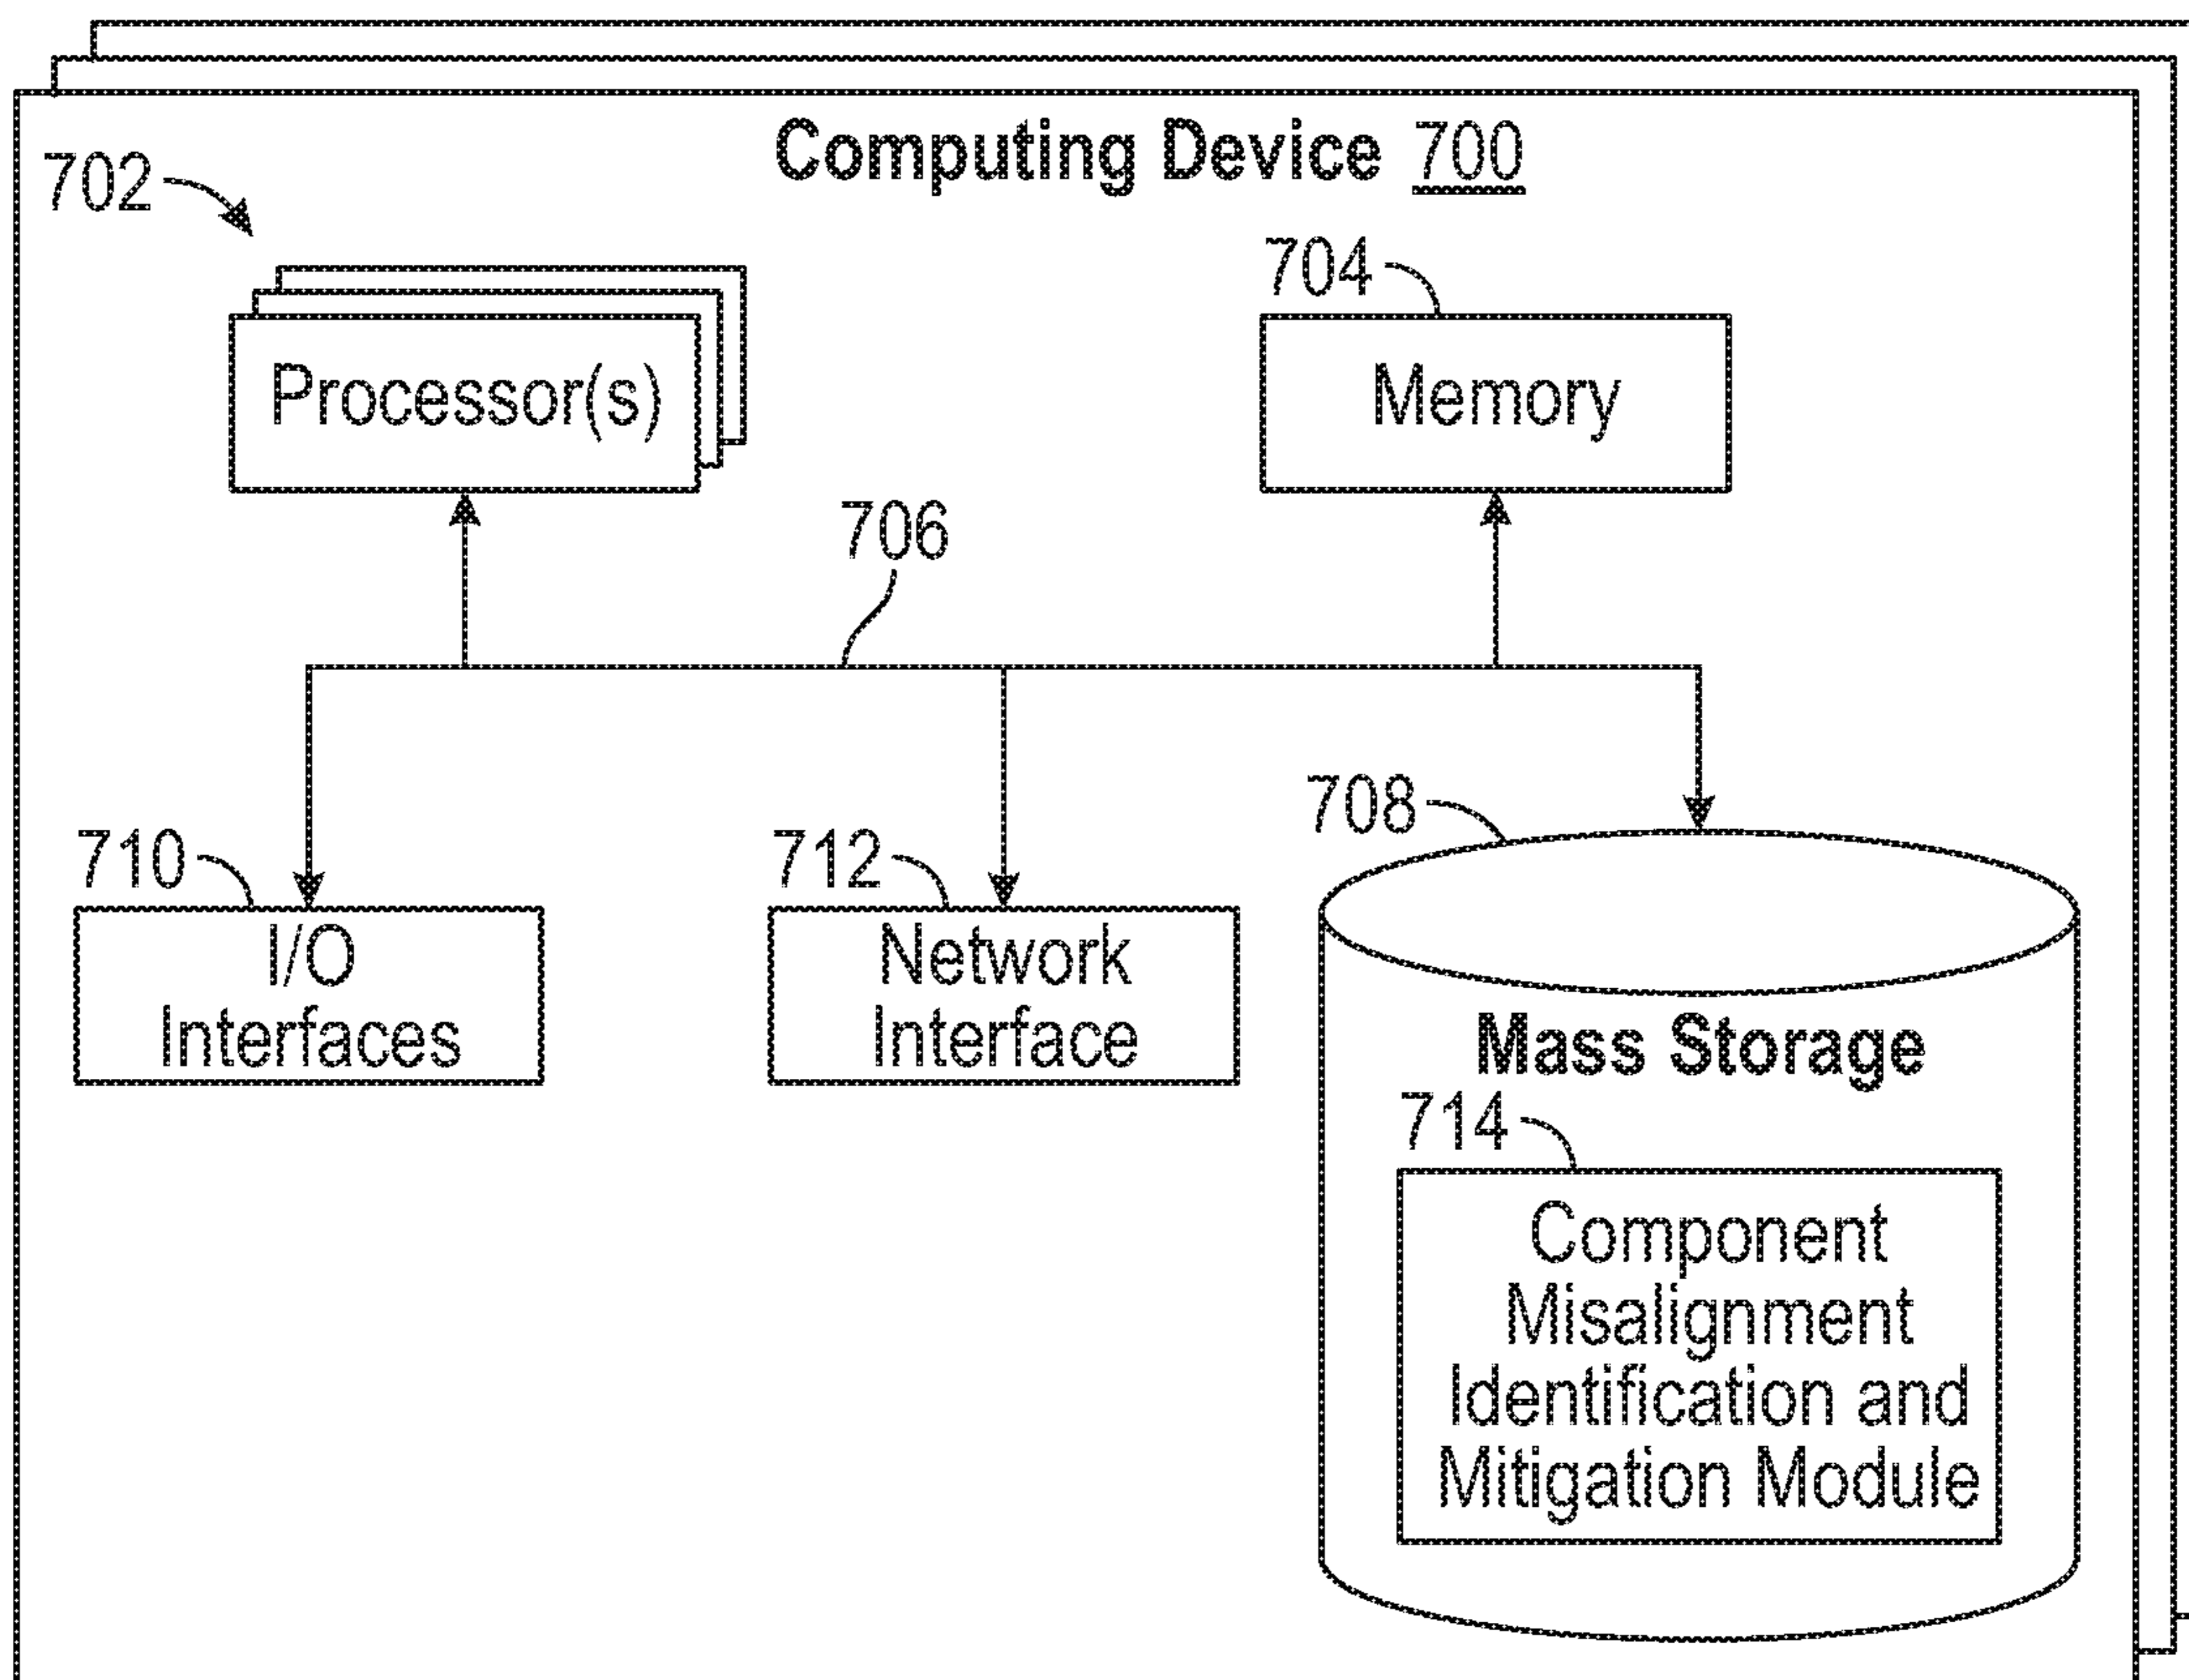 Computing Device 700
702
704
Processor(s)
Memory
706
708
710
712
I/O
Interfaces
Network
Interface
Mass Storage
714
Component
Misalignment
Identification and
Mitigation Module